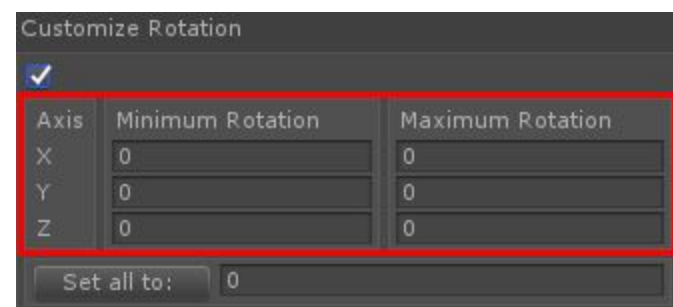 Customize Rotation
Axis Minimum Rotation Maximum Rotation
X 0 0
Y 0 0
Z 0 0
Set all to: 0